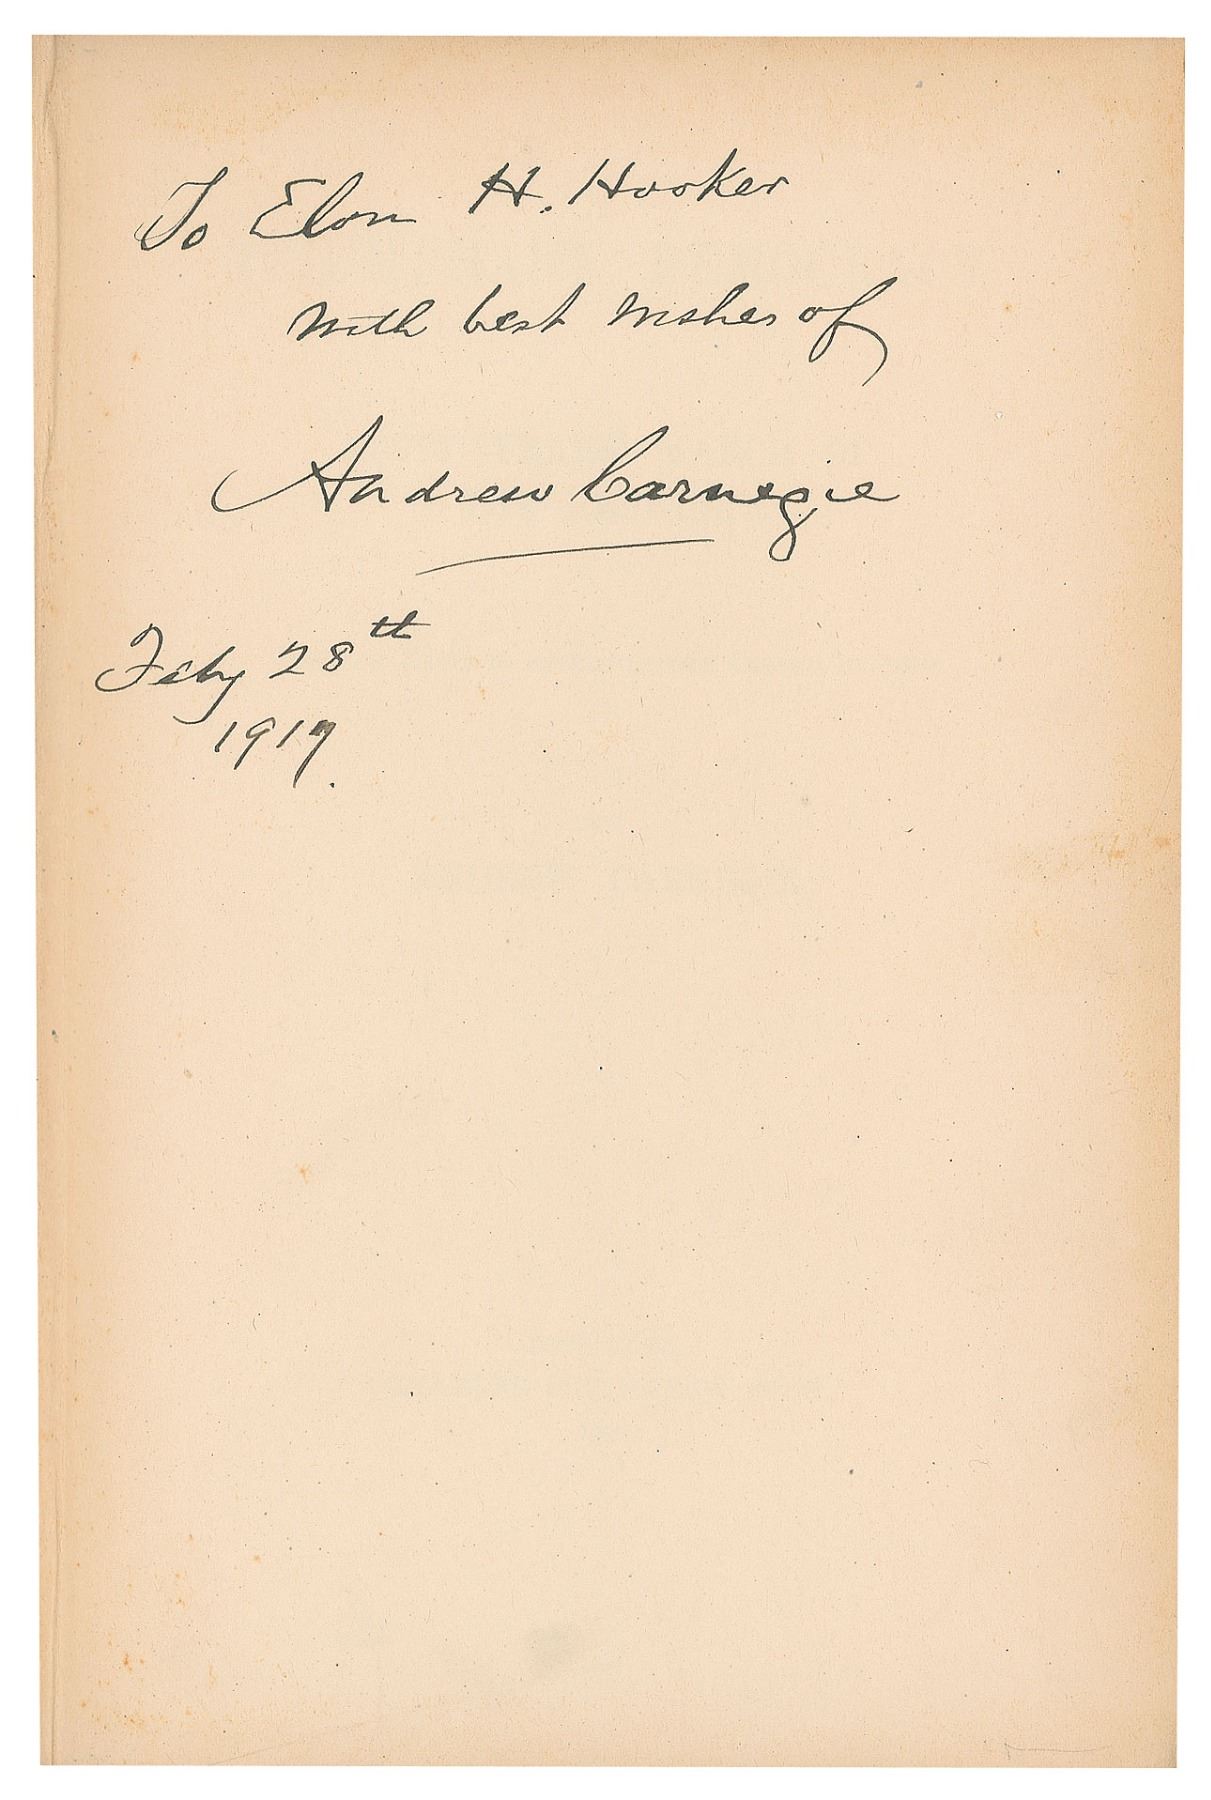 To Elon H. Hooker
with best wishes of
Andrew Carnegie
Feby 28th
1917.